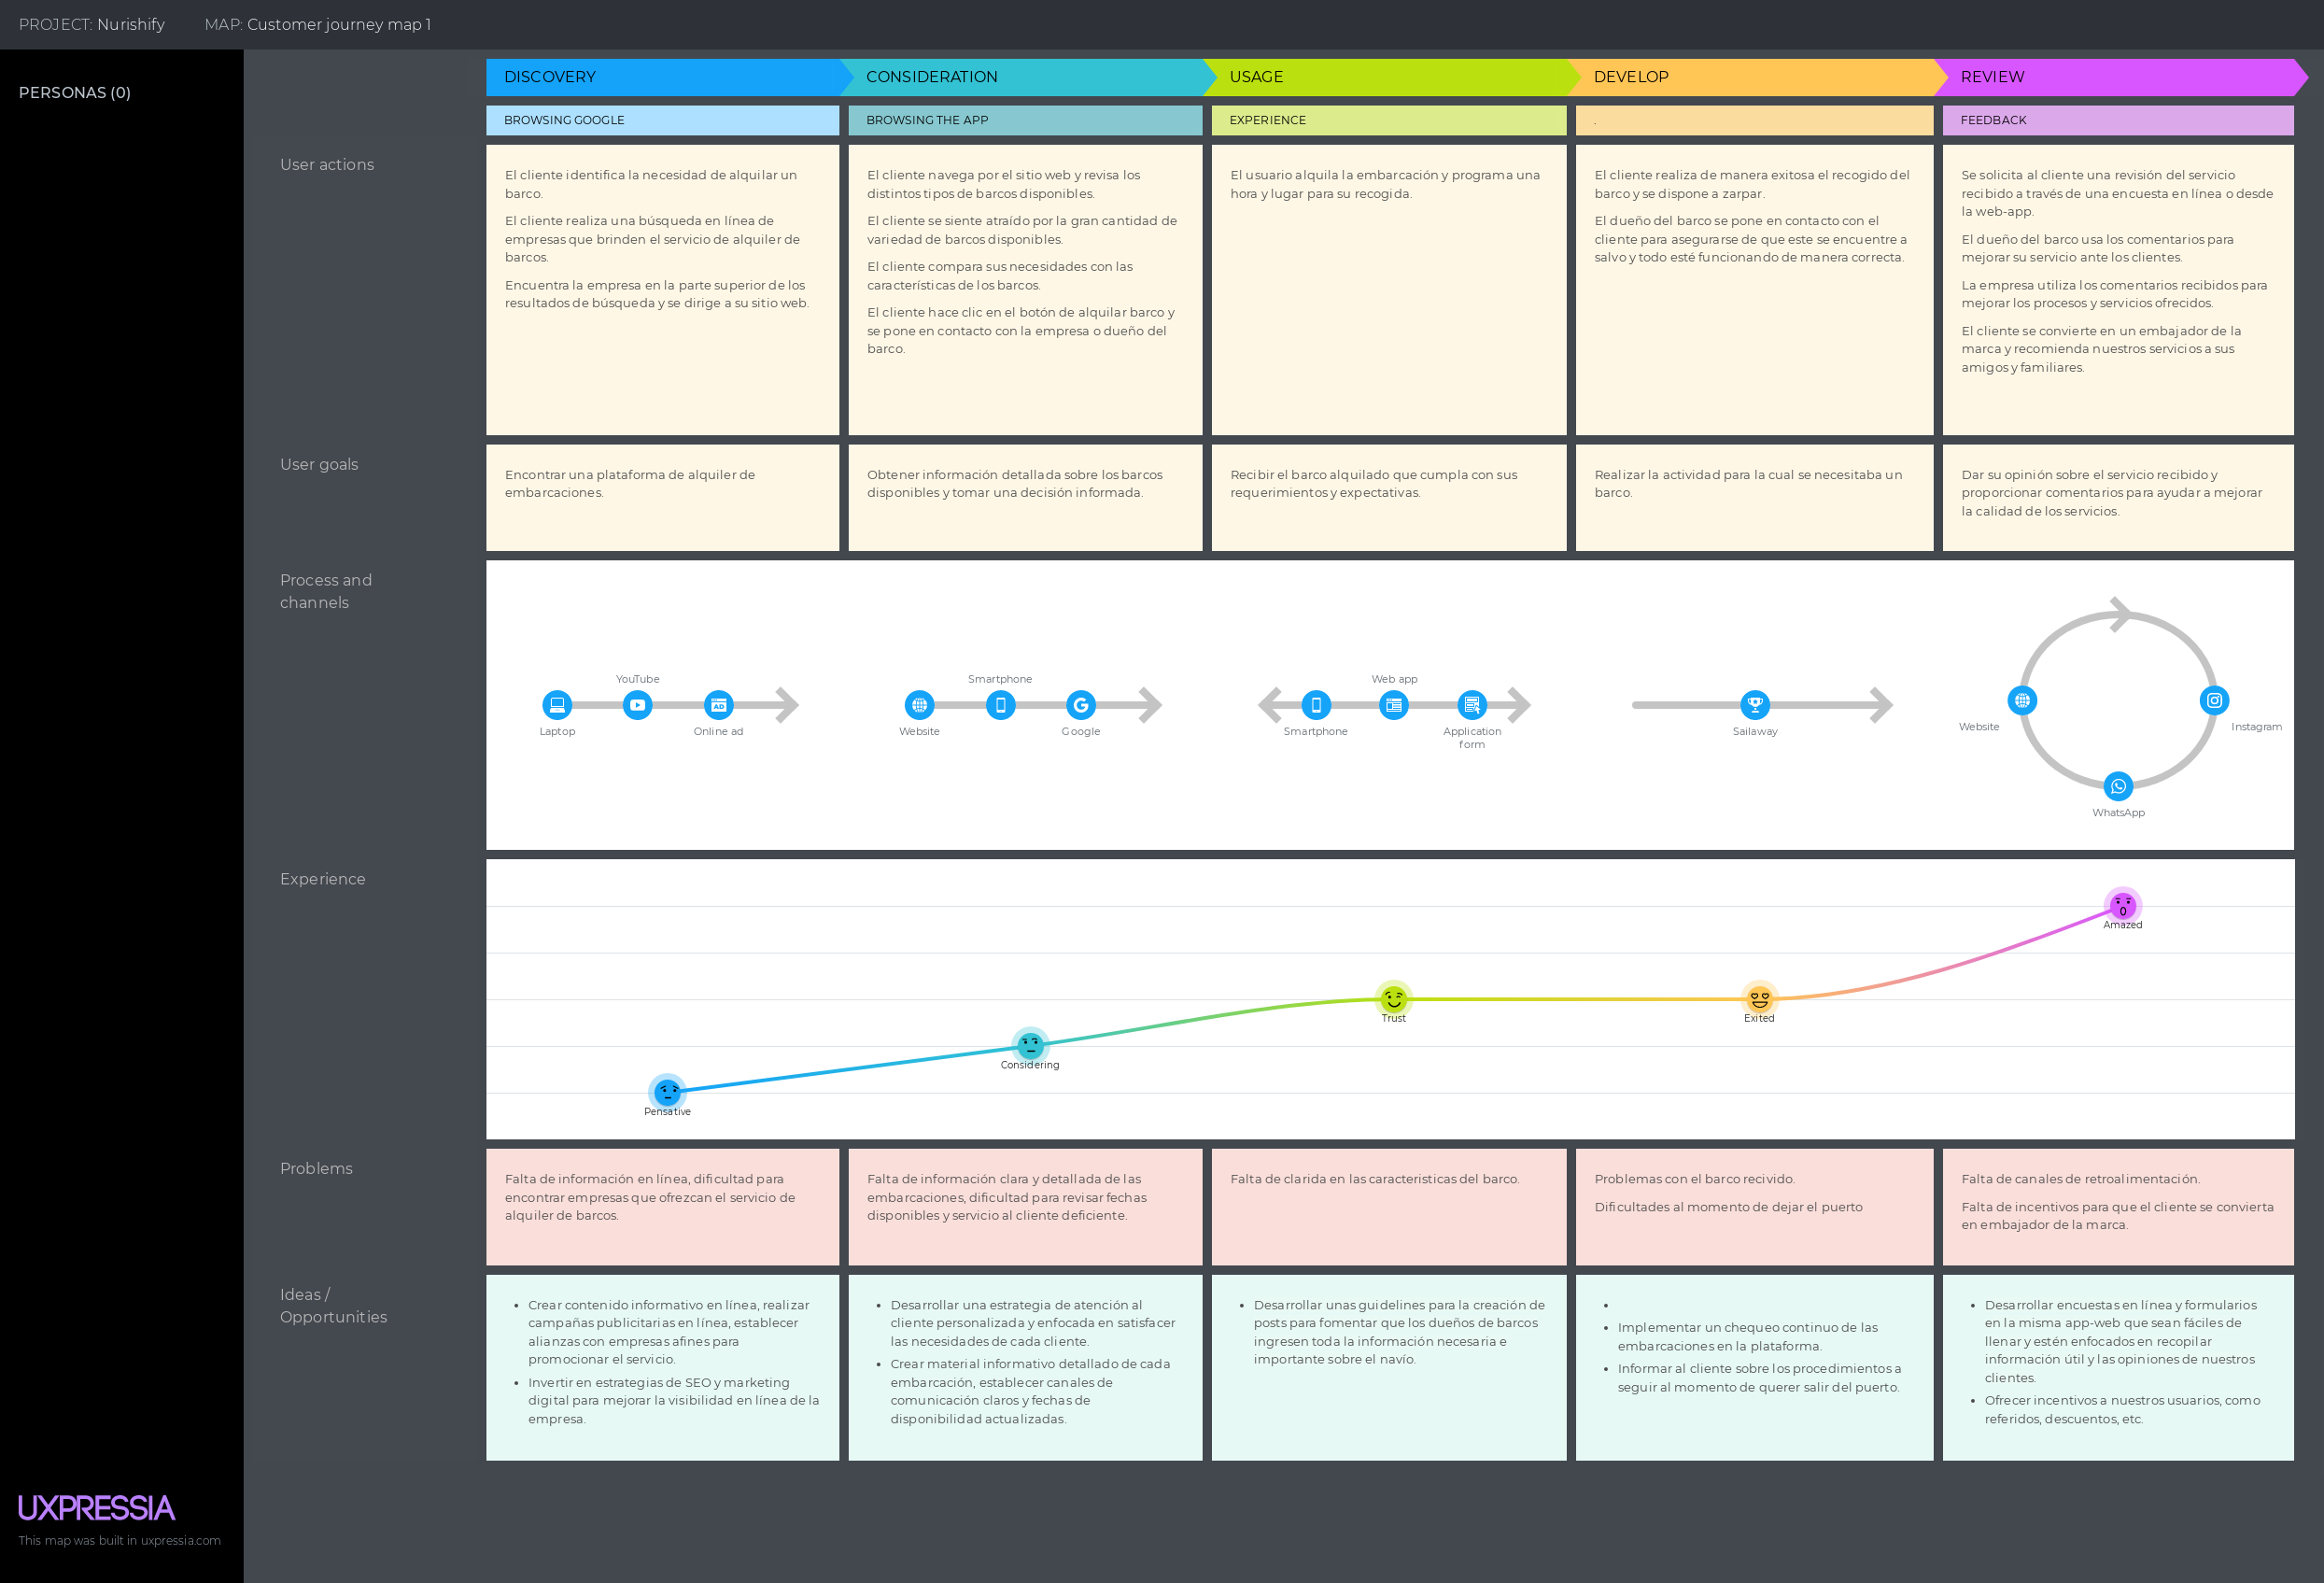 PROJECT: Nurishify
MAP: Customer journey map 1
PERSONAS (0)
DISCOVERY
CONSIDERATION
USAGE
DEVELOP
REVIEW
BROWSING GOOGLE
BROWSING THE APP
EXPERIENCE
.
FEEDBACK
User actions
El cliente identifica la necesidad de alquilar un
barco.
El cliente realiza una búsqueda en línea de
empresas que brinden el servicio de alquiler de
barcos.
Encuentra la empresa en la parte superior de los
resultados de búsqueda y se dirige a su sitio web.
El cliente navega por el sitio web y revisa los
distintos tipos de barcos disponibles.
El cliente se siente atraído por la gran cantidad de
variedad de barcos disponibles.
El cliente compara sus necesidades con las
características de los barcos.
El cliente hace clic en el botón de alquilar barco y
se pone en contacto con la empresa o dueño del
barco.
El usuario alquila la embarcación y programa una
hora y lugar para su recogida.
El cliente realiza de manera exitosa el recogido del
barco y se dispone a zarpar.
El dueño del barco se pone en contacto con el
cliente para asegurarse de que este se encuentre a
salvo y todo esté funcionando de manera correcta.
Se solicita al cliente una revisión del servicio
recibido a través de una encuesta en línea o desde
la web-app.
El dueño del barco usa los comentarios para
mejorar su servicio ante los clientes.
La empresa utiliza los comentarios recibidos para
mejorar los procesos y servicios ofrecidos.
El cliente se convierte en un embajador de la
marca y recomienda nuestros servicios a sus
amigos y familiares.
User goals
Encontrar una plataforma de alquiler de
embarcaciones.
Obtener información detallada sobre los barcos
disponibles y tomar una decisión informada.
Recibir el barco alquilado que cumpla con sus
requerimientos y expectativas.
Realizar la actividad para la cual se necesitaba un
barco.
Dar su opinión sobre el servicio recibido y
proporcionar comentarios para ayudar a mejorar
la calidad de los servicios.
Process and
channels
Laptop
YouTube
AD
Online ad
Website
Smartphone
Google
Smartphone
Web app
Application
form
Sailaway
Website
Instagram
WhatsApp
Experience
Pensative
Considering
Trust
Exited
Amazed
Problems
Falta de información en línea, dificultad para
encontrar empresas que ofrezcan el servicio de
alquiler de barcos.
Falta de información clara y detallada de las
embarcaciones, dificultad para revisar fechas
disponibles y servicio al cliente deficiente.
Falta de clarida en las caracteristicas del barco.
Problemas con el barco recivido.
Dificultades al momento de dejar el puerto
Falta de canales de retroalimentación.
Falta de incentivos para que el cliente se convierta
en embajador de la marca.
Ideas /
Opportunities
• Crear contenido informativo en línea, realizar
campañas publicitarias en línea, establecer
alianzas con empresas afines para
promocionar el servicio.
• Invertir en estrategias de SEO y marketing
digital para mejorar la visibilidad en línea de la
empresa.
• Desarrollar una estrategia de atención al
cliente personalizada y enfocada en satisfacer
las necesidades de cada cliente.
• Crear material informativo detallado de cada
embarcación, establecer canales de
comunicación claros y fechas de
disponibilidad actualizadas.
• Desarrollar unas guidelines para la creación de
posts para fomentar que los dueños de barcos
ingresen toda la información necesaria e
importante sobre el navío.
•
• Implementar un chequeo continuo de las
embarcaciones en la plataforma.
• Informar al cliente sobre los procedimientos a
seguir al momento de querer salir del puerto.
• Desarrollar encuestas en línea y formularios
en la misma app-web que sean fáciles de
llenar y estén enfocados en recopilar
información útil y las opiniones de nuestros
clientes.
• Ofrecer incentivos a nuestros usuarios, como
referidos, descuentos, etc.
UXPRESSIA
This map was built in uxpressia.com